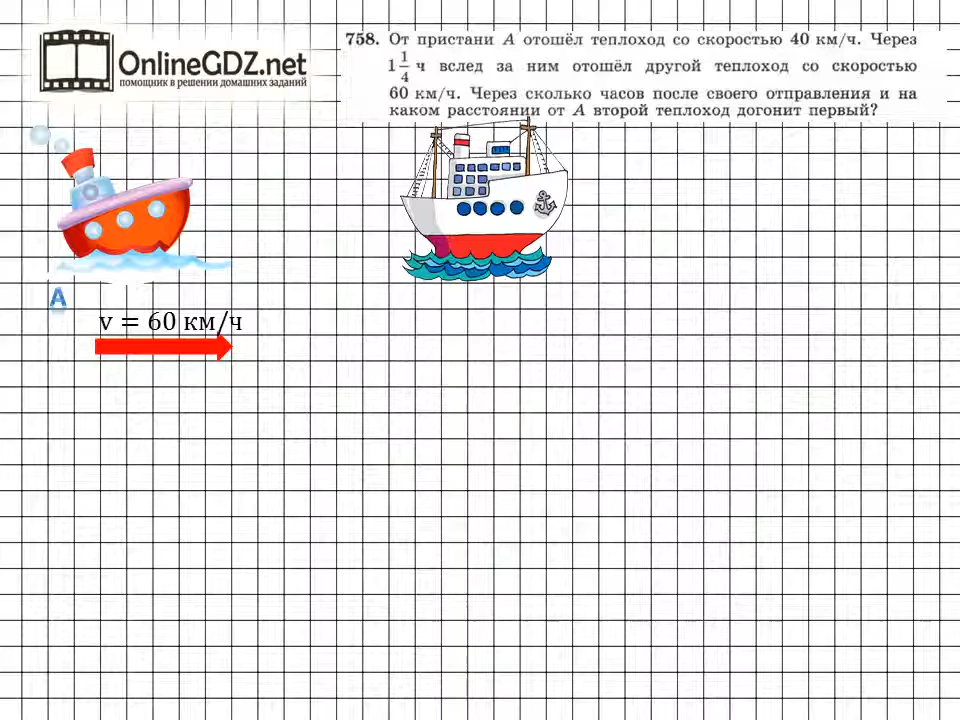 OnlineGDZ.net
помощник в решении домашних заданий
758. От пристани А отошёл теплоход со скоростью 40 км/ч. Через
1 1/4 ч вслед за ним отошёл другой теплоход со скоростью
60 км/ч. Через сколько часов после своего отправления и на
каком расстоянии от А второй теплоход догонит первый?
А
v = 60 км/ч